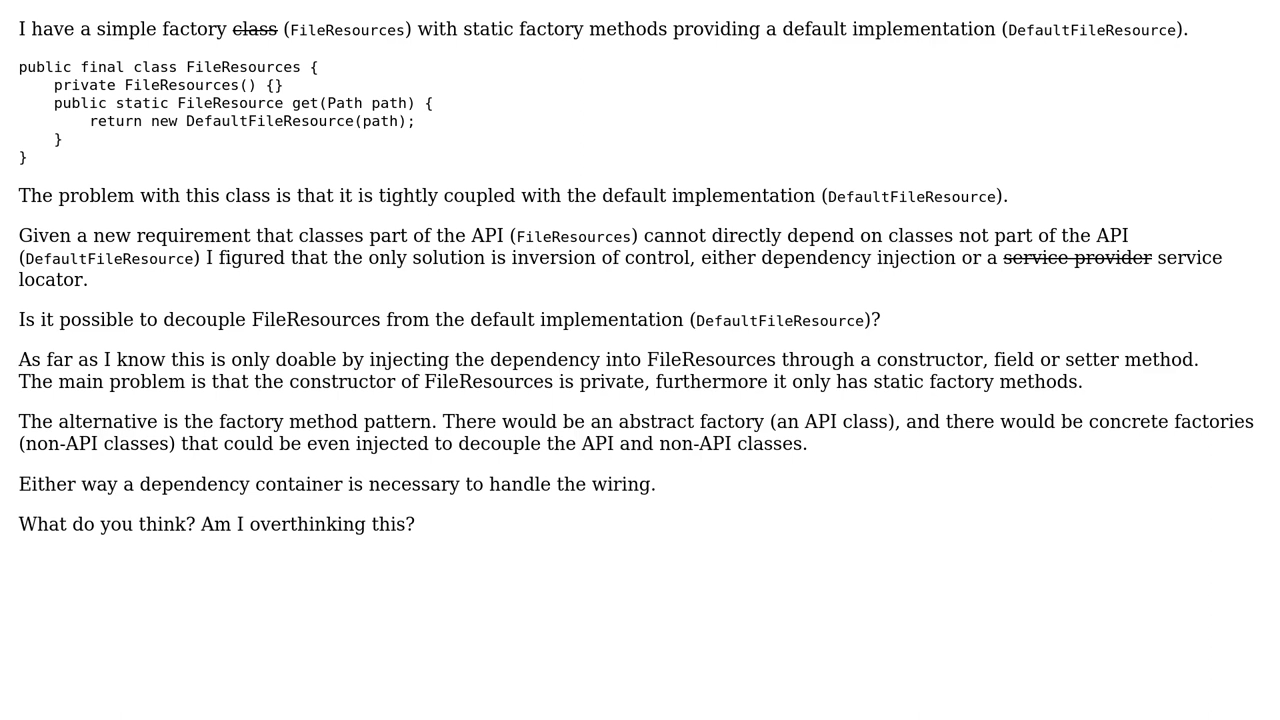 I have a simple factory class (FileResources) with static factory methods providing a default implementation (DefaultFileResource).
public final class FileResources {
    private FileResources() {}
    public static FileResource get(Path path) {
        return new DefaultFileResource(path);
    }
}
The problem with this class is that it is tightly coupled with the default implementation (DefaultFileResource).
Given a new requirement that classes part of the API (FileResources) cannot directly depend on classes not part of the API
(DefaultFileResource) I figured that the only solution is inversion of control, either dependency injection or a service provider service
locator.
Is it possible to decouple FileResources from the default implementation (DefaultFileResource)?
As far as I know this is only doable by injecting the dependency into FileResources through a constructor, field or setter method.
The main problem is that the constructor of FileResources is private, furthermore it only has static factory methods.
The alternative is the factory method pattern. There would be an abstract factory (an API class), and there would be concrete factories
(non-API classes) that could be even injected to decouple the API and non-API classes.
Either way a dependency container is necessary to handle the wiring.
What do you think? Am I overthinking this?